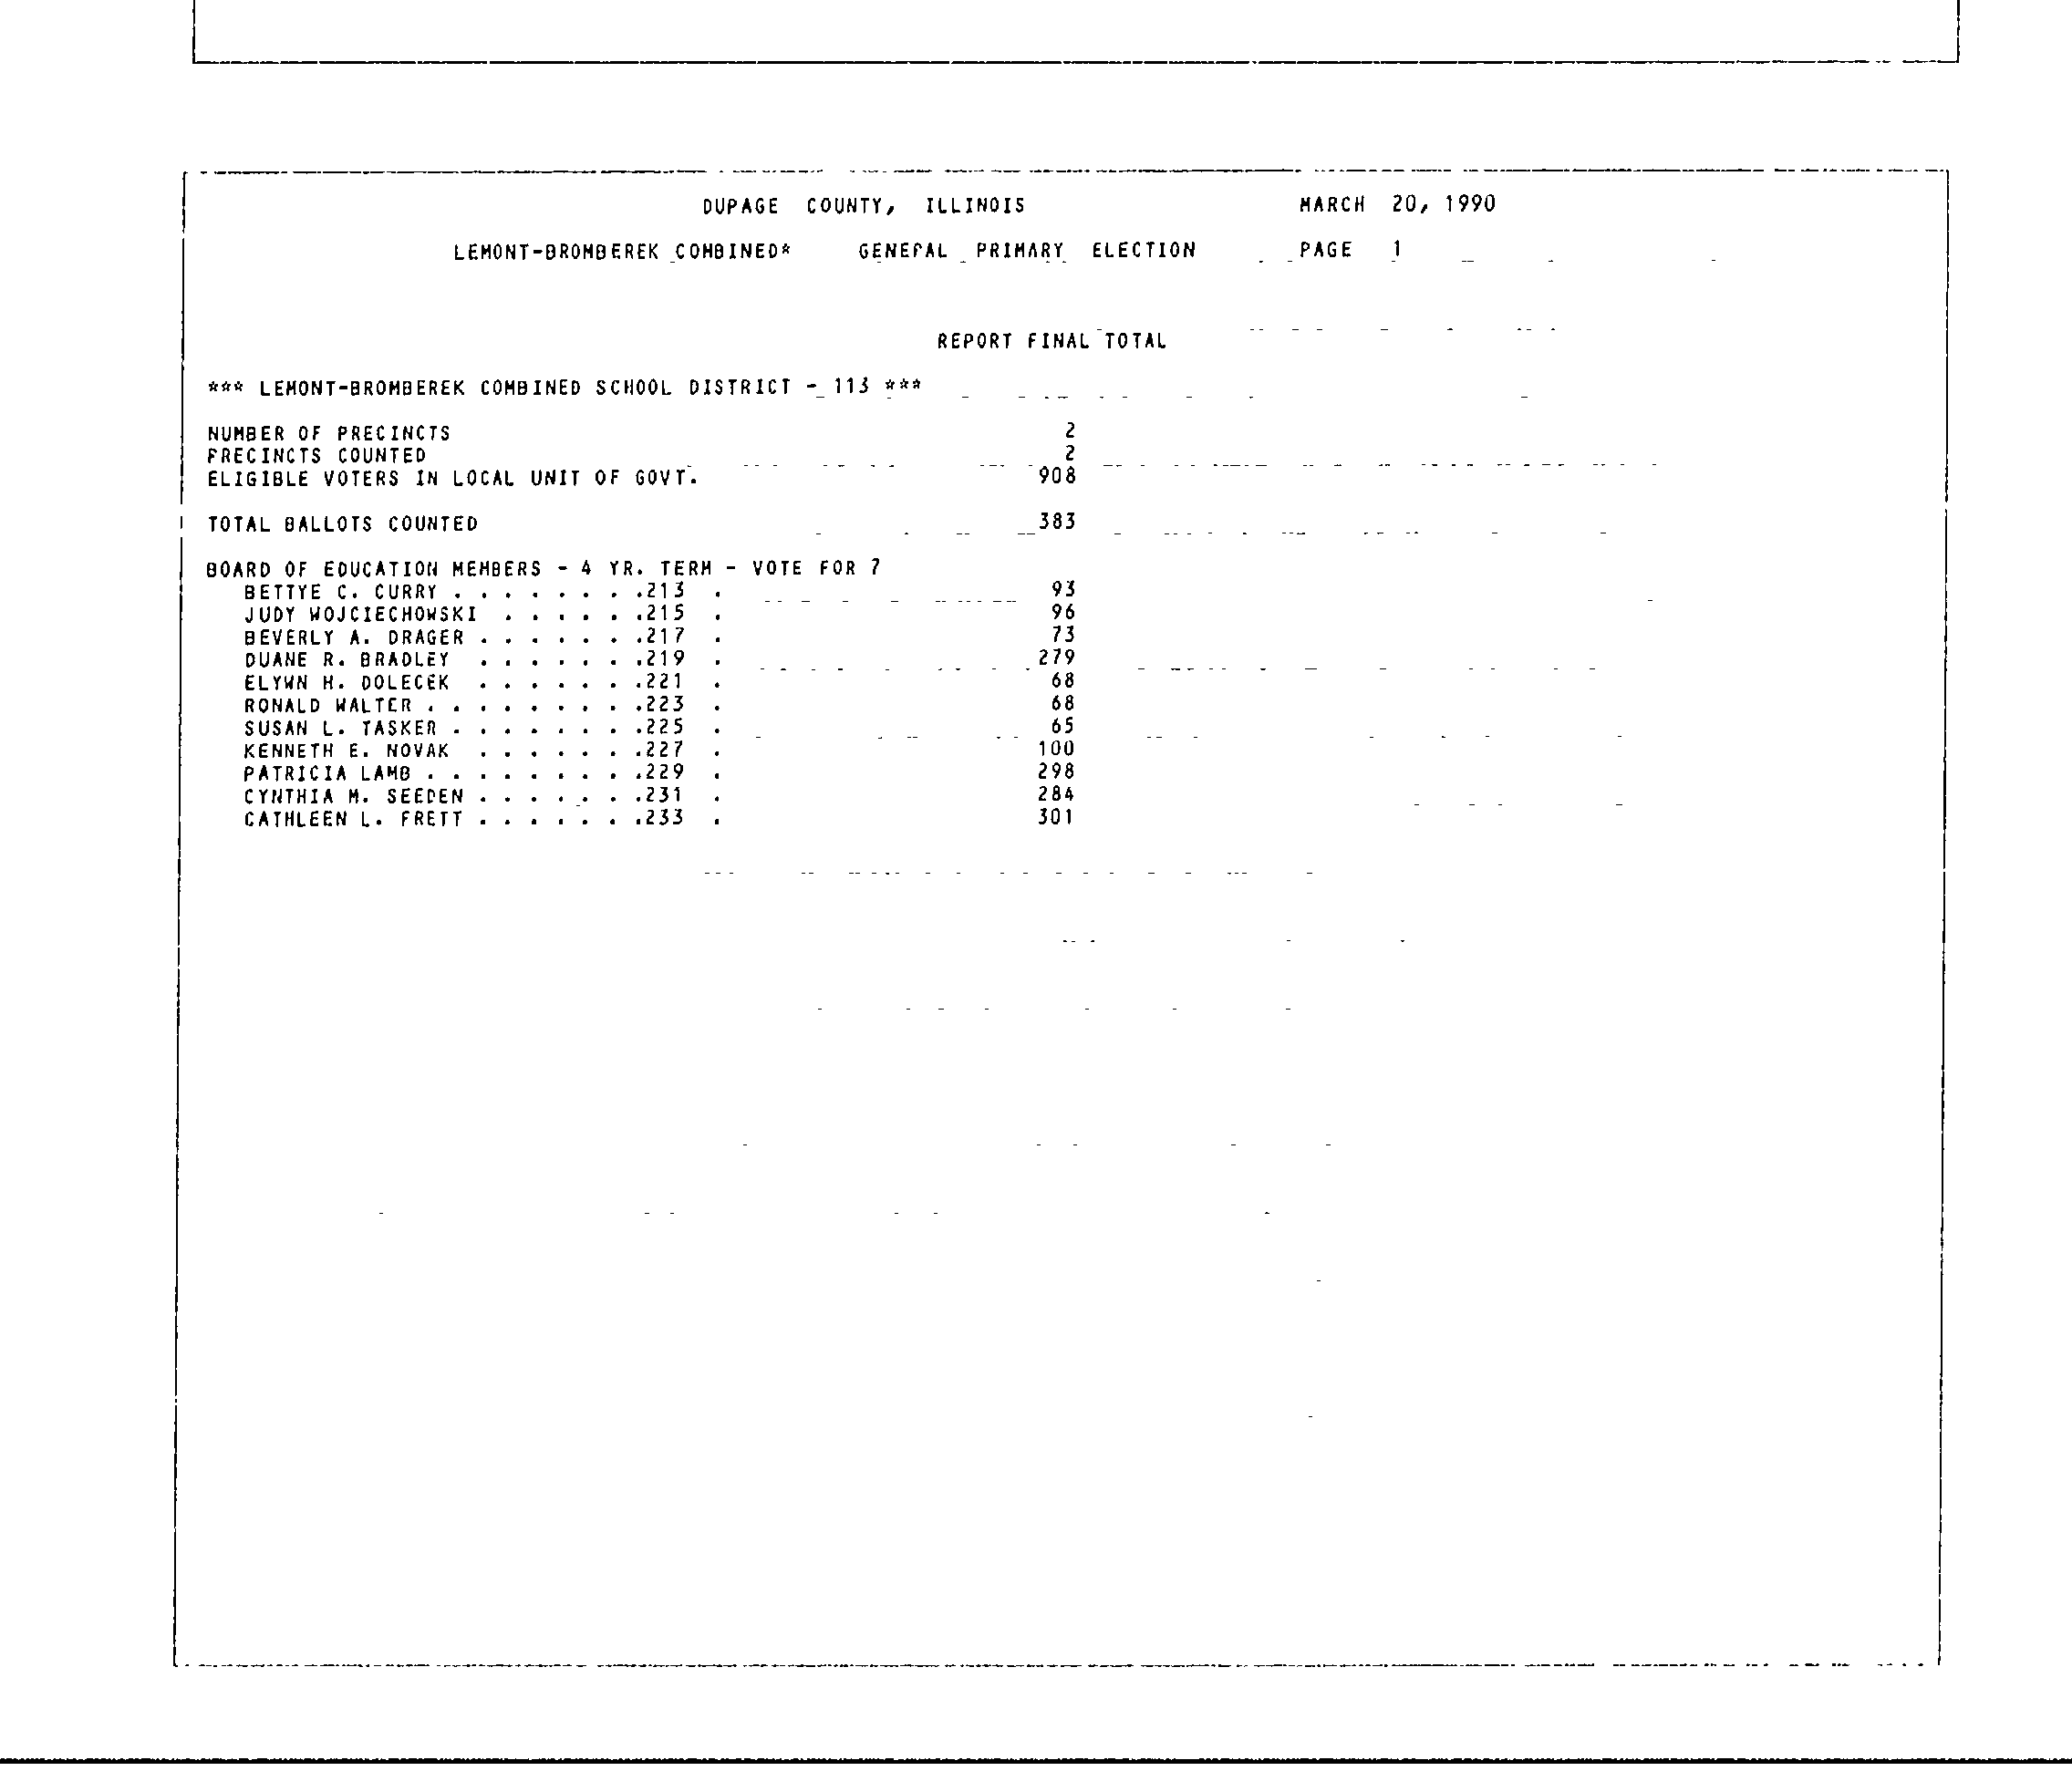 DUPAGE COUNTY, ILLINOIS MARCH 20, 1990
LEMONT-BROMBEREK COMBINED* GENERAL PRIMARY ELECTION PAGE 1
REPORT FINAL TOTAL
*** LEMONT-BROMBEREK COMBINED SCHOOL DISTRICT - 113 ***
NUMBER OF PRECINCTS 2
PRECINCTS COUNTED 2
ELIGIBLE VOTERS IN LOCAL UNIT OF GOVT. 908
TOTAL BALLOTS COUNTED 383
BOARD OF EDUCATION MEMBERS - 4 YR. TERM - VOTE FOR 7
BETTYE C. CURRY . . . . . . . .213 . 93
JUDY WOJCIECHOWSKI . . . . . .215 . 96
BEVERLY A. DRAGER . . . . . . .217 . 73
DUANE R. BRADLEY . . . . . . .219 . 279
ELYWN H. DOLECEK . . . . . . .221 . 68
RONALD WALTER . . . . . . . . .223 . 68
SUSAN L. TASKER . . . . . . . .225 . 65
KENNETH E. NOVAK . . . . . . .227 . 100
PATRICIA LAMB . . . . . . . . .229 . 298
CYNTHIA M. SEEDEN . . . . . . .231 . 284
CATHLEEN L. FRETT . . . . . . .233 . 301